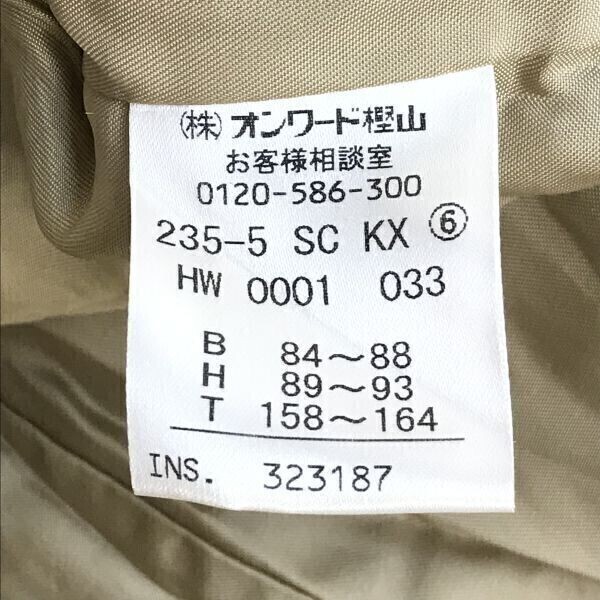 (株)オンワード樫山
お客様相談室
0120-586-300
235-5 SC KX ⑥
HW 0001 033
B 84～88
H 89～93
T 158～164
INS. 323187